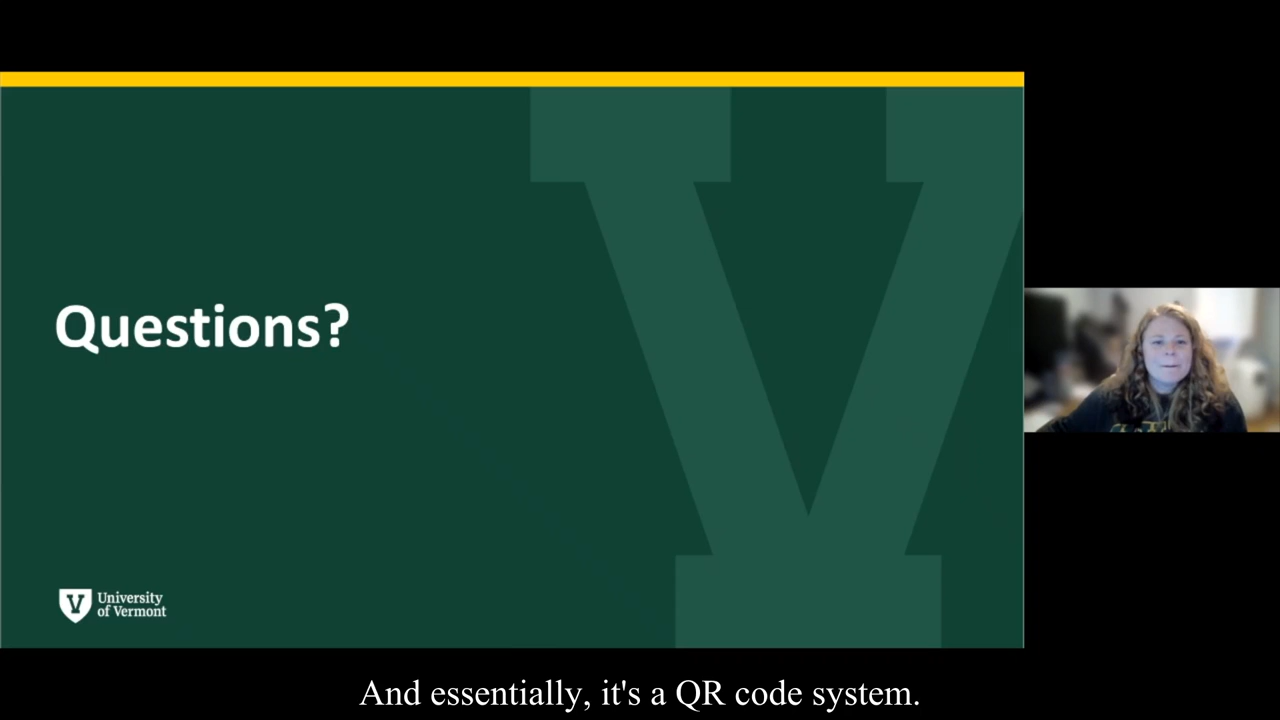 Questions?
V
University
of Vermont
And essentially, it's a QR code system.